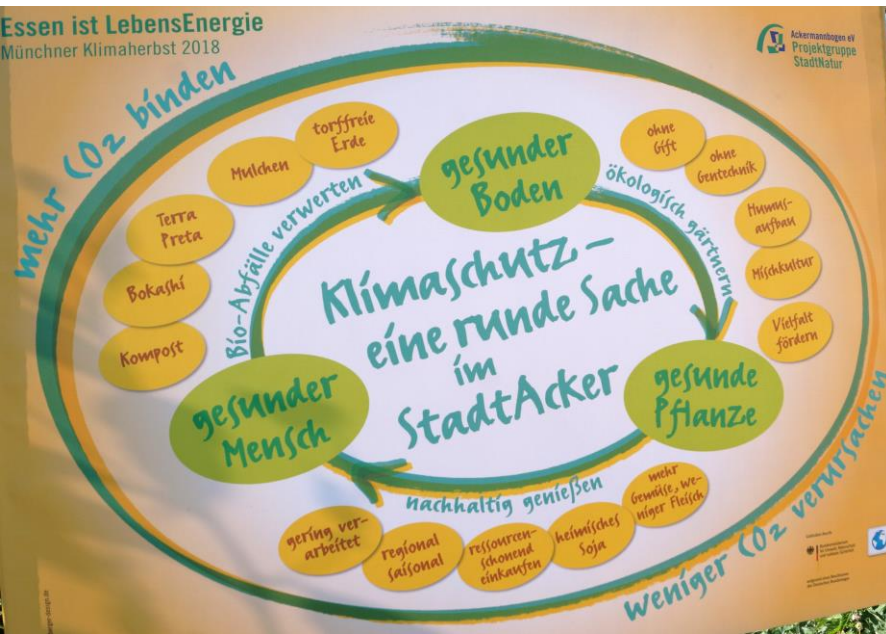 Essen ist LebensEnergie
Münchner Klimaherbst 2018
Ackermannbogen eV
Projektgruppe
StadtNatur
mehr CO2 binden
torffreie
Erde
Mulchen
Terra
Preta
Bokashi
Kompost
Bio-Abfälle verwerten
gesunder
Boden
ohne
Gift
ohne
Gentechnik
Humus-
aufbau
Mischkultur
Vielfalt
fördern
ökologisch gärtnern
Klimaschutz –
eine runde Sache
im
StadtAcker
gesunder
Mensch
gesunde
Pflanze
nachhaltig genießen
gering ver-
arbeitet
regional
saisonal
ressourcen-
schonend
einkaufen
heimisches
Soja
mehr
Gemüse, we-
niger Fleisch
weniger CO2 verursachen